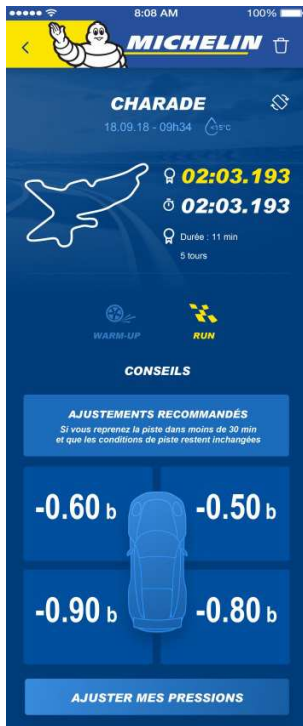 8:08 AM
100%
MICHELIN
CHARADE
18.09.18 - 09h34 <15°C
02:03.193
02:03.193
Durée : 11 min
5 tours
WARM-UP
RUN
CONSEILS
AJUSTEMENTS RECOMMANDÉS
Si vous reprenez la piste dans moins de 30 min
et que les conditions de piste restent inchangées
-0.60 b
-0.50 b
-0.90 b
-0.80 b
AJUSTER MES PRESSIONS